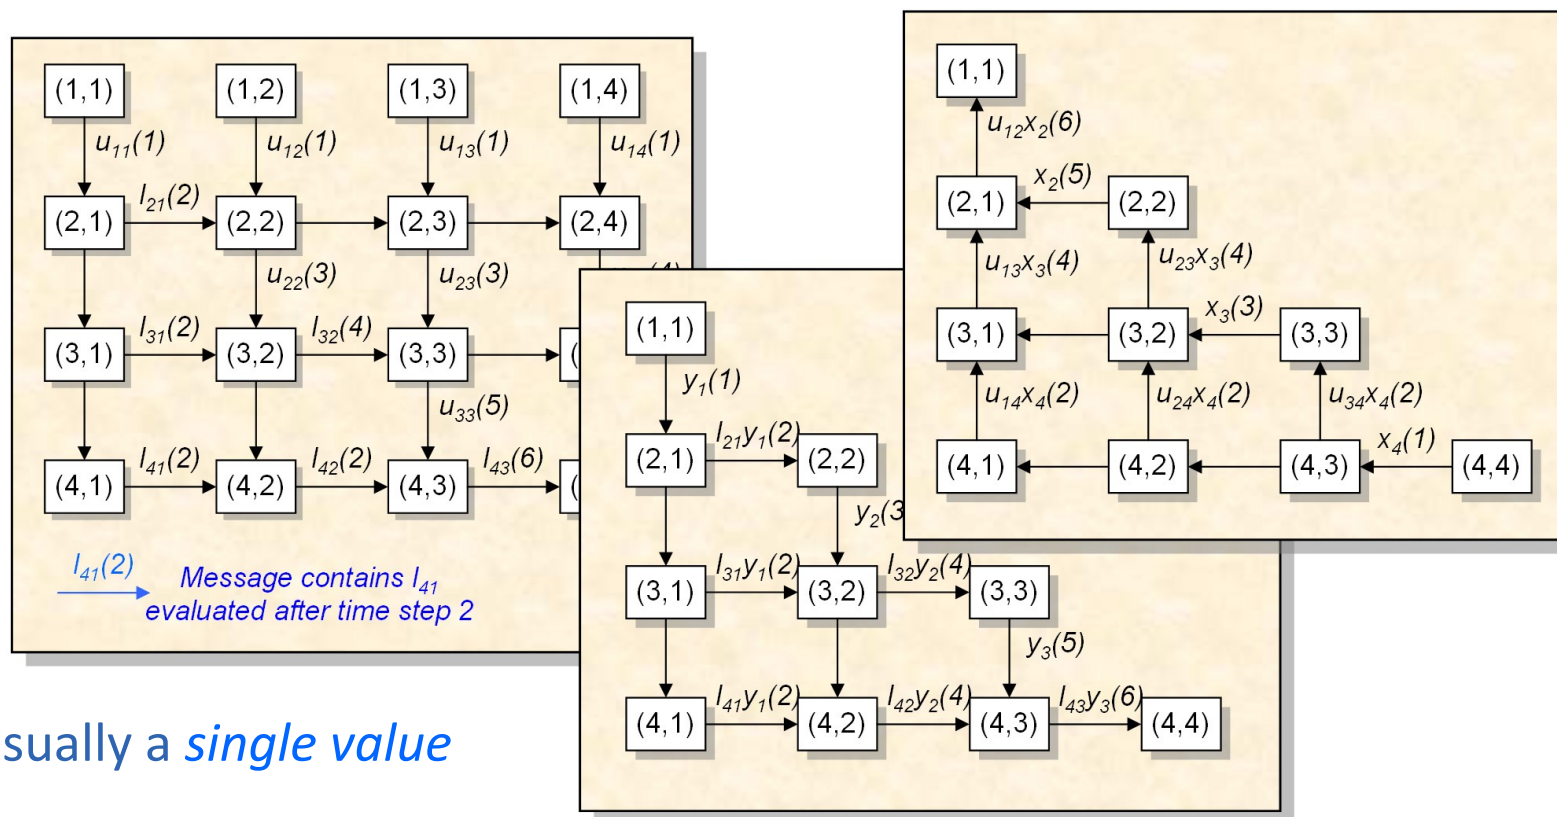 (1,1) (1,2) (1,3) (1,4)
u11(1) u12(1) u13(1) u14(1)
l21(2)
(2,1) (2,2) (2,3) (2,4)
u22(3) u23(3)
l31(2) l32(4)
(3,1) (3,2) (3,3)
u33(5)
l41(2) l42(2) l43(6)
(4,1) (4,2) (4,3)
l41(2)
Message contains l41
evaluated after time step 2
(1,1)
y1(1)
l21y1(2)
(2,1) (2,2)
y2(3
l31y1(2) l32y2(4)
(3,1) (3,2) (3,3)
y3(5)
l41y1(2) l42y2(4) l43y3(6)
(4,1) (4,2) (4,3) (4,4)
(1,1)
u12x2(6)
x2(5)
(2,1) (2,2)
u13x3(4) u23x3(4)
x3(3)
(3,1) (3,2) (3,3)
u14x4(2) u24x4(2) u34x4(2)
x4(1)
(4,1) (4,2) (4,3) (4,4)
sually a single value